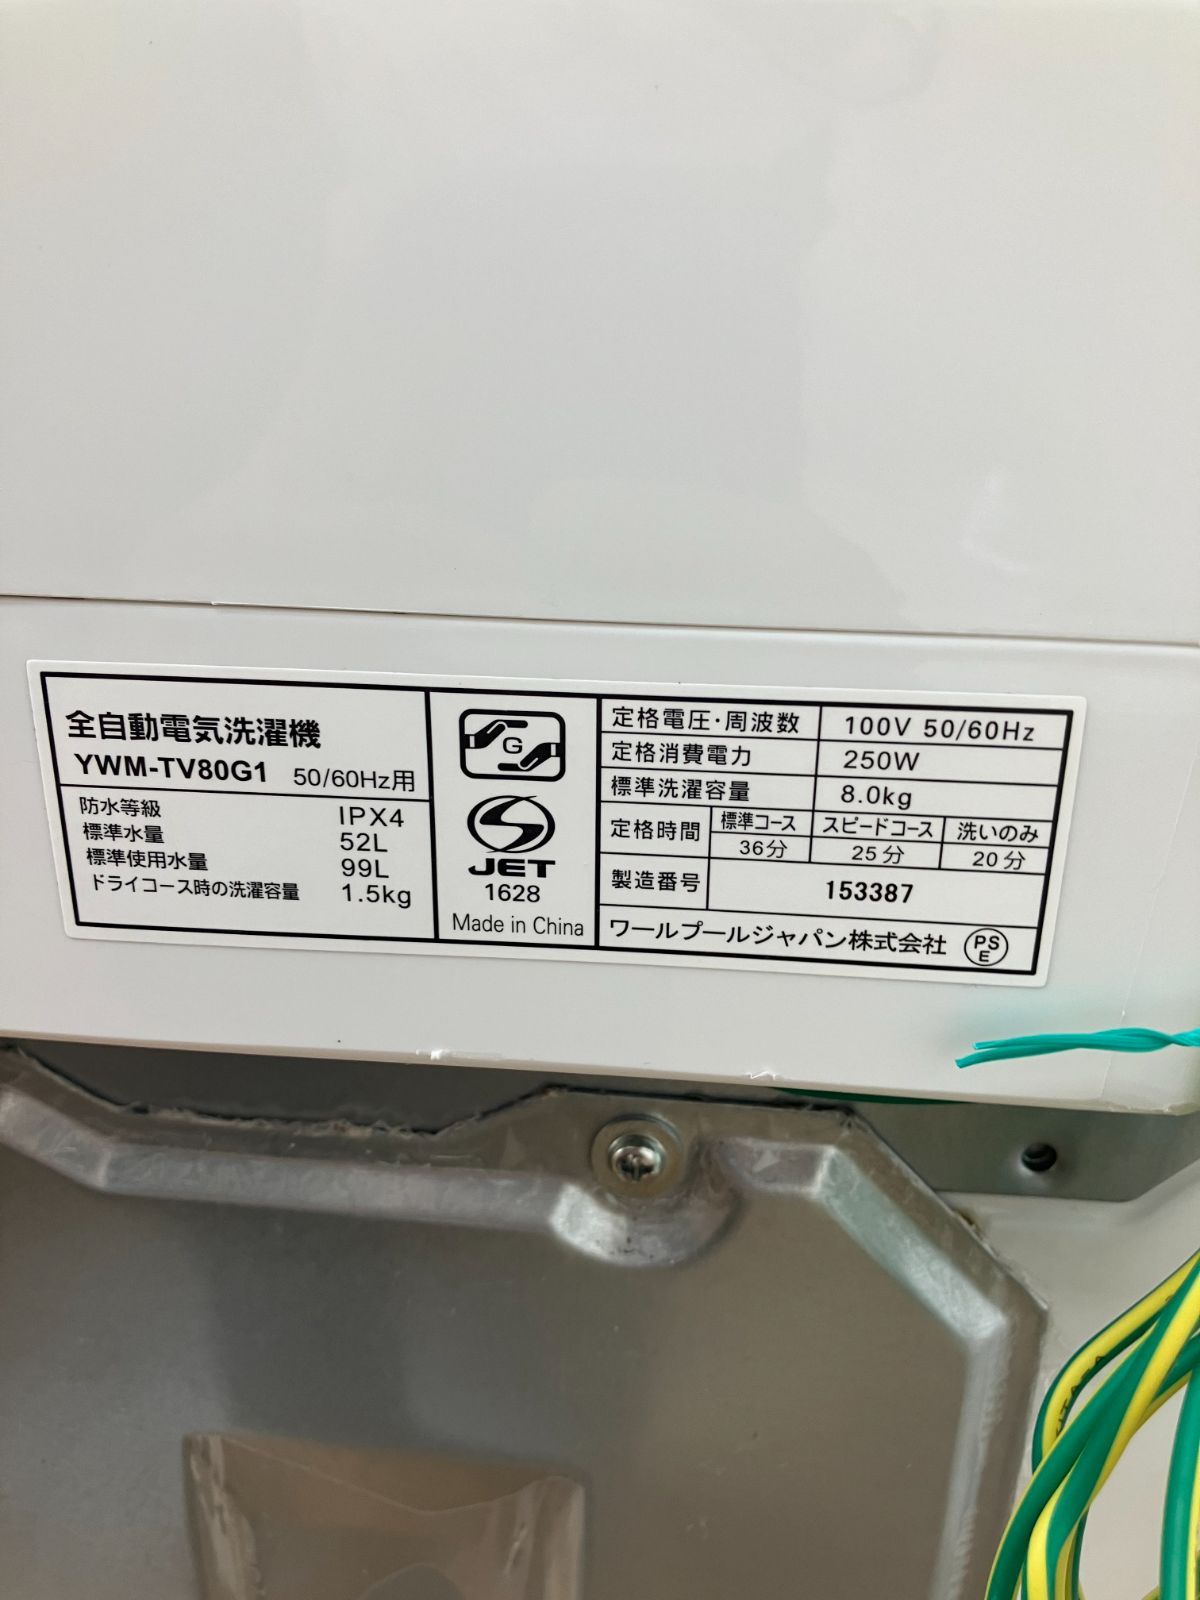 全自動電気洗濯機
YWM-TV80G1 50/60Hz用
防水等級 IPX4
標準水量 52L
標準使用水量 99L
ドライコース時の洗濯容量 1.5kg
G
JET
1628
Made in China
定格電圧・周波数 100V 50/60Hz
定格消費電力 250W
標準洗濯容量 8.0kg
定格時間 標準コース スピードコース 洗いのみ
36分 25分 20分
製造番号 153387
ワールプールジャパン株式会社 PSE